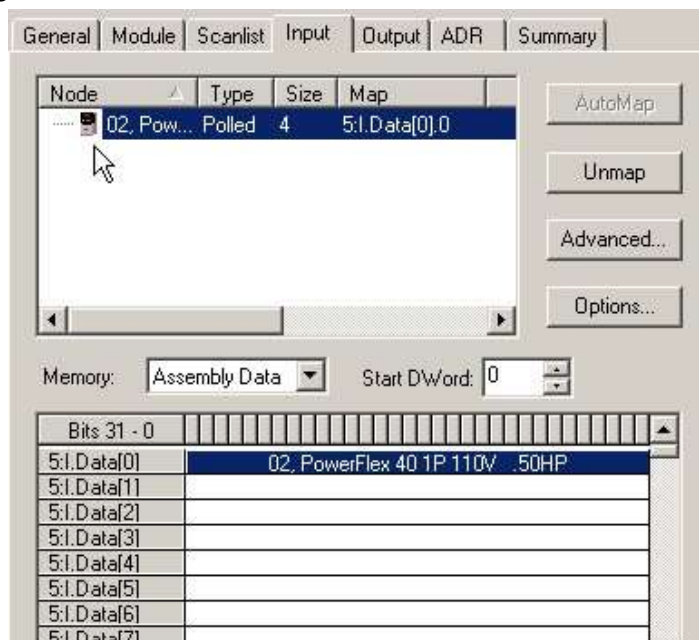 General Module Scanlist Input Output ADR Summary
Node Type Size Map
02, Pow... Polled 4 5:I.Data[0].0
AutoMap
Unmap
Advanced...
Options...
Memory: Assembly Data Start DWord: 0
Bits 31 - 0
5:I.Data[0] 02, PowerFlex 40 1P 110V .50HP
5:I.Data[1]
5:I.Data[2]
5:I.Data[3]
5:I.Data[4]
5:I.Data[5]
5:I.Data[6]
5:I.Data[7]